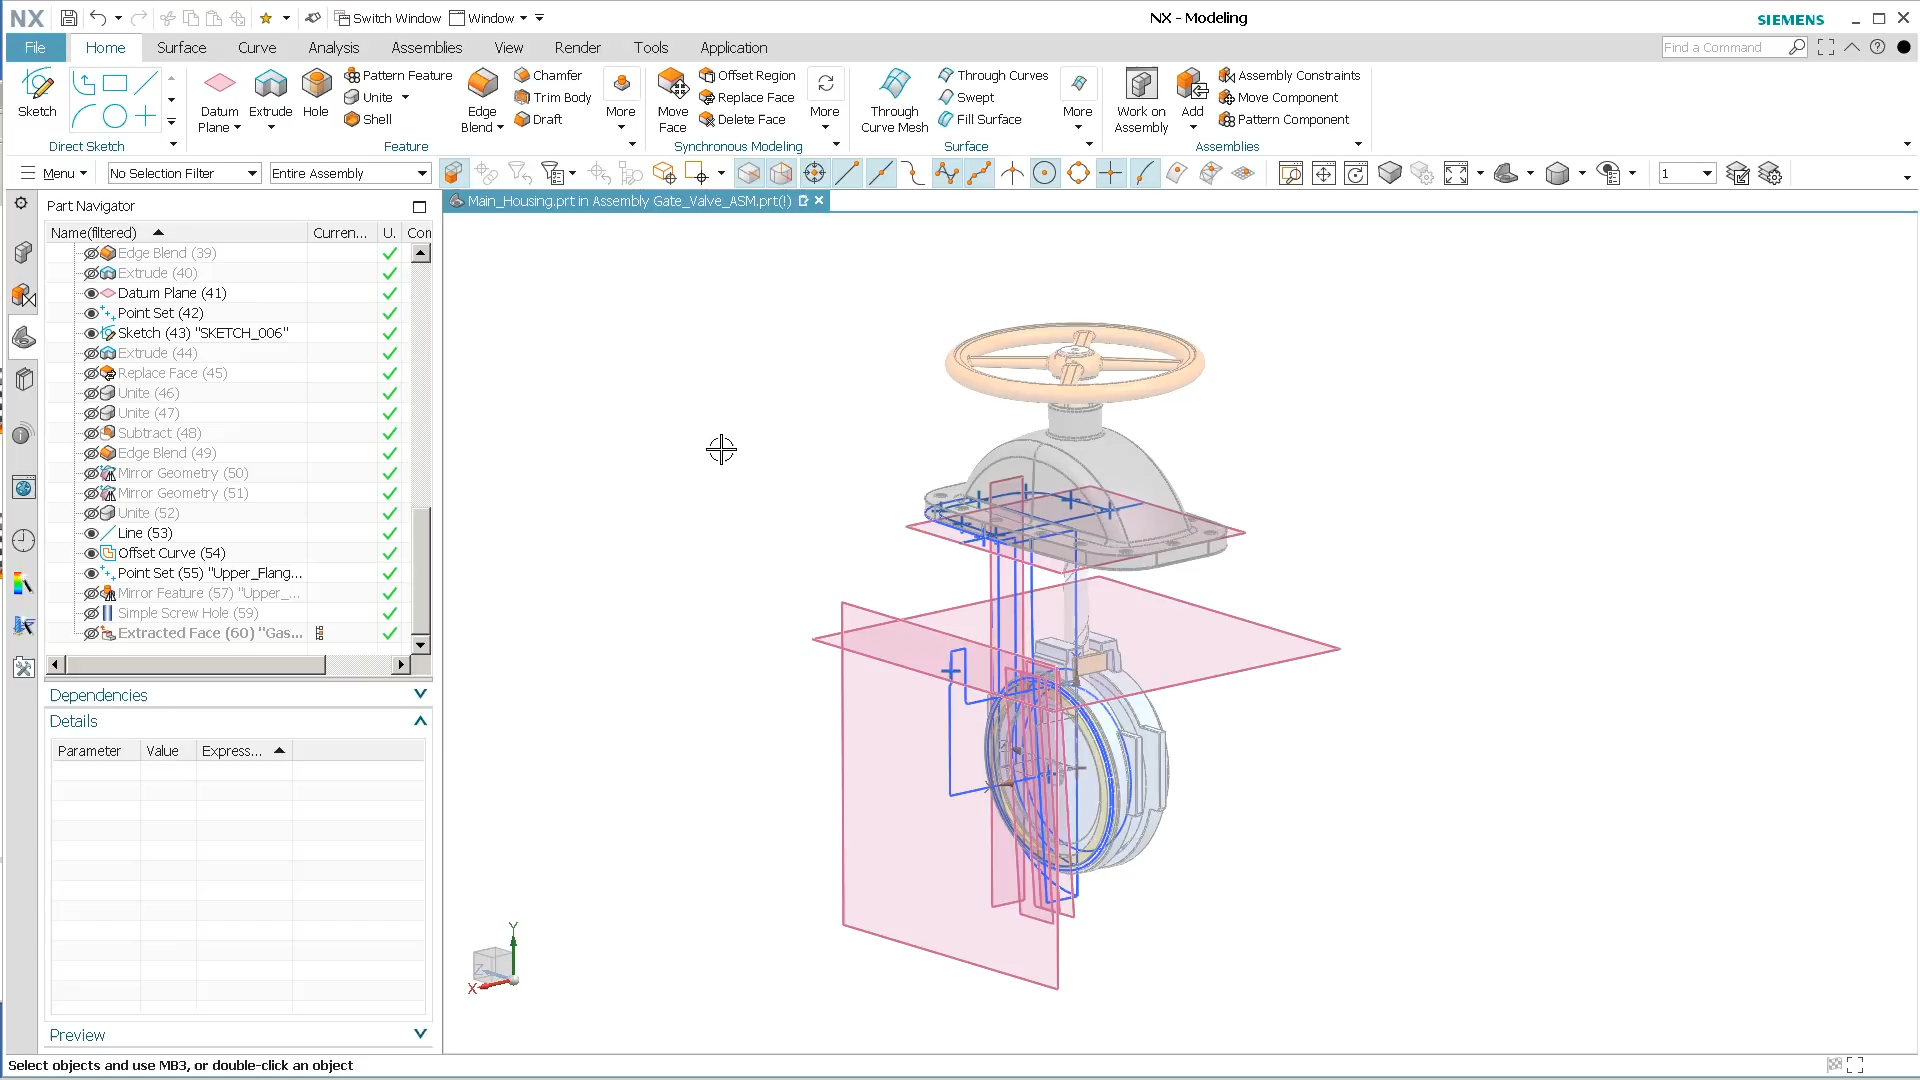 NX
Switch Window
Window
NX - Modeling
SIEMENS
File
Home
Surface
Curve
Analysis
Assemblies
View
Render
Tools
Application
Find a Command
Sketch
Datum
Plane
Extrude
Hole
Pattern Feature
Unite
Shell
Edge
Blend
Chamfer
Trim Body
Draft
More
Move
Face
Offset Region
Replace Face
Delete Face
More
Through
Curve Mesh
Through Curves
Swept
Fill Surface
More
Work on
Assembly
Add
Assembly Constraints
Move Component
Pattern Component
Direct Sketch
Feature
Synchronous Modeling
Surface
Assemblies
Menu
No Selection Filter
Entire Assembly
1
Part Navigator
Main_Housing.prt in Assembly Gate_Valve_ASM.prt(!)
Name(filtered)
Curren...
U.
Con
Edge Blend (39)
Extrude (40)
Datum Plane (41)
Point Set (42)
Sketch (43) "SKETCH_006"
Extrude (44)
Replace Face (45)
Unite (46)
Unite (47)
Subtract (48)
Edge Blend (49)
Mirror Geometry (50)
Mirror Geometry (51)
Unite (52)
Line (53)
Offset Curve (54)
Point Set (55) "Upper_Flang...
Mirror Feature (57) "Upper_...
Simple Screw Hole (59)
Extracted Face (60) "Gas...
Dependencies
Details
Parameter
Value
Express...
Preview
Y
Z
X
Select objects and use MB3, or double-click an object